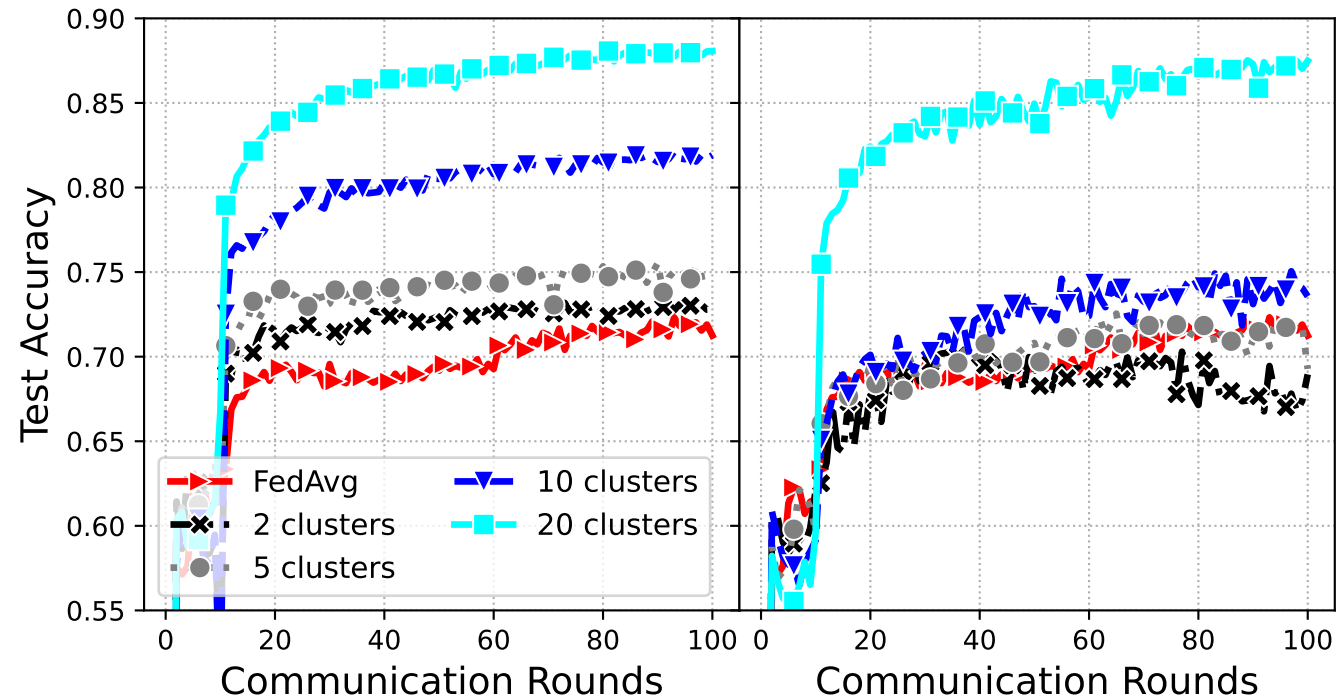 0.90
0.85
0.80
0.75
0.70
0.65
0.60
0.55
Test Accuracy
FedAvg
2 clusters
5 clusters
10 clusters
20 clusters
0 20 40 60 80 100
0 20 40 60 80 100
Communication Rounds
Communication Rounds